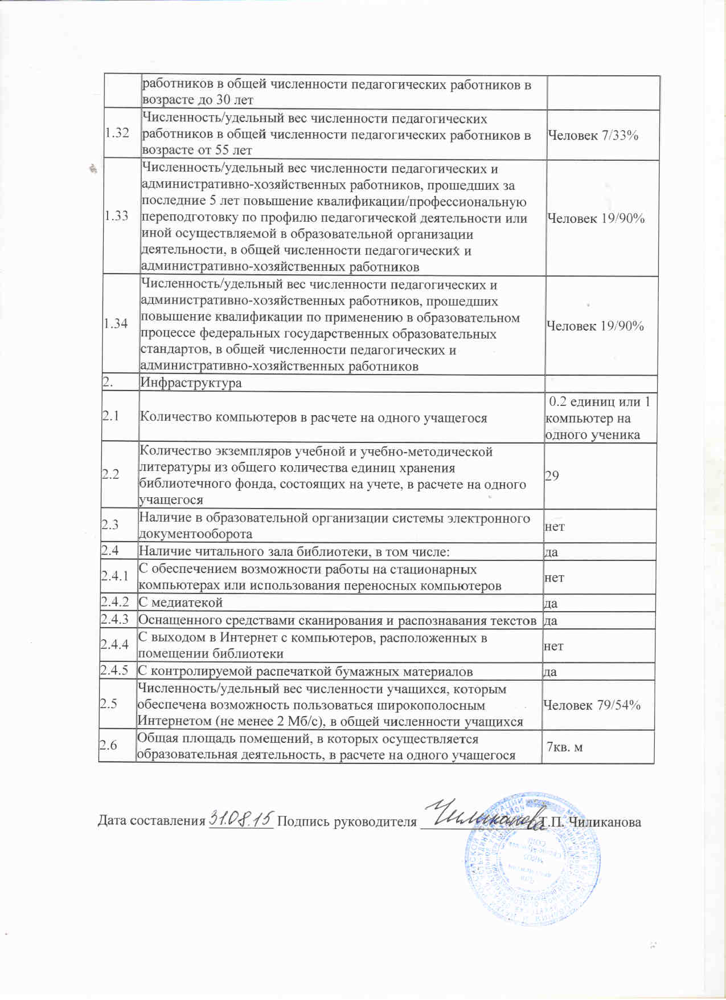 работников в общей численности педагогических работников в
возрасте до 30 лет
1.32
Численность/удельный вес численности педагогических
работников в общей численности педагогических работников в
возрасте от 55 лет
Человек 7/33%
1.33
Численность/удельный вес численности педагогических и
административно-хозяйственных работников, прошедших за
последние 5 лет повышение квалификации/профессиональную
переподготовку по профилю педагогической деятельности или
иной осуществляемой в образовательной организации
деятельности, в общей численности педагогических и
административно-хозяйственных работников
Человек 19/90%
1.34
Численность/удельный вес численности педагогических и
административно-хозяйственных работников, прошедших
повышение квалификации по применению в образовательном
процессе федеральных государственных образовательных
стандартов, в общей численности педагогических и
административно-хозяйственных работников
Человек 19/90%
2. Инфраструктура
2.1 Количество компьютеров в расчете на одного учащегося
0.2 единиц или 1
компьютер на
одного ученика
2.2
Количество экземпляров учебной и учебно-методической
литературы из общего количества единиц хранения
библиотечного фонда, состоящих на учете, в расчете на одного
учащегося
29
2.3
Наличие в образовательной организации системы электронного
документооборота
нет
2.4 Наличие читального зала библиотеки, в том числе: да
2.4.1
С обеспечением возможности работы на стационарных
компьютерах или использования переносных компьютеров
нет
2.4.2 С медиатекой да
2.4.3 Оснащенного средствами сканирования и распознавания текстов да
2.4.4
С выходом в Интернет с компьютеров, расположенных в
помещении библиотеки
нет
2.4.5 С контролируемой распечаткой бумажных материалов да
2.5
Численность/удельный вес численности учащихся, которым
обеспечена возможность пользоваться широкополосным
Интернетом (не менее 2 Мб/с), в общей численности учащихся
Человек 79/54%
2.6
Общая площадь помещений, в которых осуществляется
образовательная деятельность, в расчете на одного учащегося
7кв. м
Дата составления 31.08.15 Подпись руководителя Чиликанова Т.П. Чиликанова